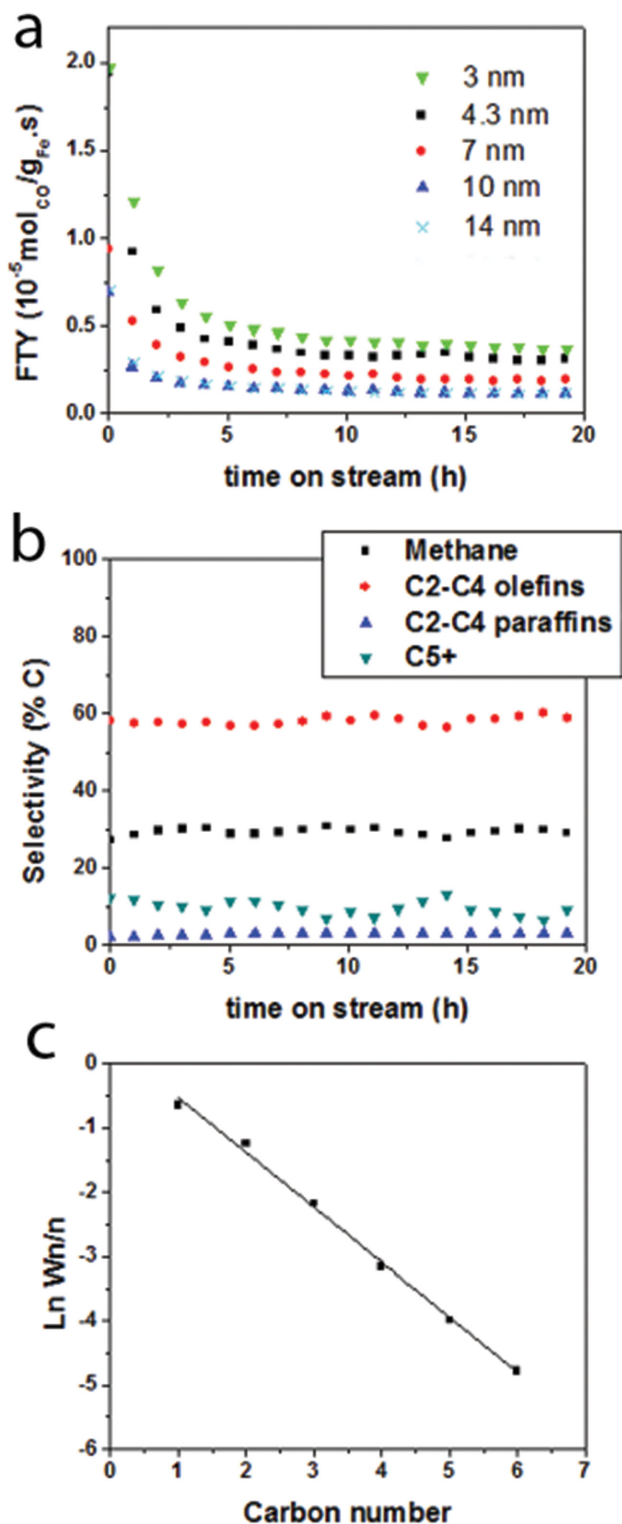 a
FTY (10⁻⁵mol_CO/g_Fe.s)
2.0
1.5
1.0
0.5
0.0
3 nm
4.3 nm
7 nm
10 nm
14 nm
0 5 10 15 20
time on stream (h)
b
Selectivity (% C)
100
80
60
40
20
0
Methane
C2-C4 olefins
C2-C4 paraffins
C5+
0 5 10 15 20
time on stream (h)
c
Ln Wn/n
0
-1
-2
-3
-4
-5
-6
0 1 2 3 4 5 6 7
Carbon number